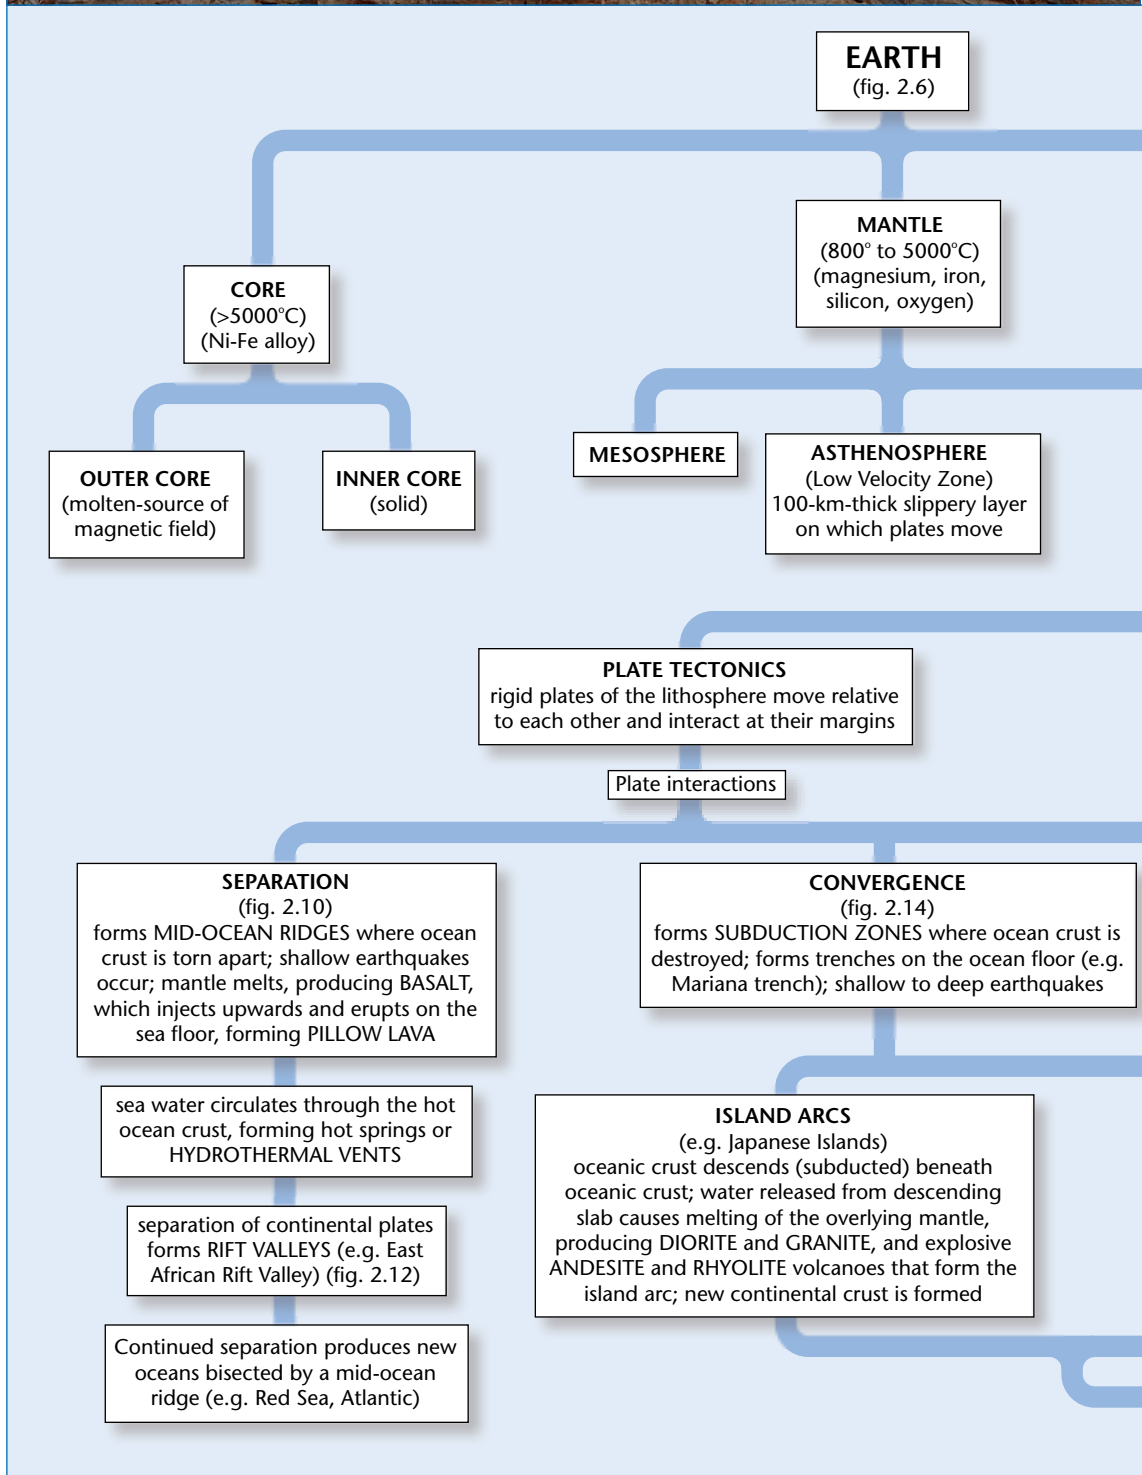 EARTH
(fig. 2.6)
MANTLE
(800° to 5000°C)
(magnesium, iron,
silicon, oxygen)
CORE
(>5000°C)
(Ni-Fe alloy)
OUTER CORE
(molten-source of
magnetic field)
INNER CORE
(solid)
MESOSPHERE
ASTHENOSPHERE
(Low Velocity Zone)
100-km-thick slippery layer
on which plates move
PLATE TECTONICS
rigid plates of the lithosphere move relative
to each other and interact at their margins
Plate interactions
SEPARATION
(fig. 2.10)
forms MID-OCEAN RIDGES where ocean
crust is torn apart; shallow earthquakes
occur; mantle melts, producing BASALT,
which injects upwards and erupts on the
sea floor, forming PILLOW LAVA
sea water circulates through the hot
ocean crust, forming hot springs or
HYDROTHERMAL VENTS
separation of continental plates
forms RIFT VALLEYS (e.g. East
African Rift Valley) (fig. 2.12)
Continued separation produces new
oceans bisected by a mid-ocean
ridge (e.g. Red Sea, Atlantic)
CONVERGENCE
(fig. 2.14)
forms SUBDUCTION ZONES where ocean crust is
destroyed; forms trenches on the ocean floor (e.g.
Mariana trench); shallow to deep earthquakes
ISLAND ARCS
(e.g. Japanese Islands)
oceanic crust descends (subducted) beneath
oceanic crust; water released from descending
slab causes melting of the overlying mantle,
producing DIORITE and GRANITE, and explosive
ANDESITE and RHYOLITE volcanoes that form the
island arc; new continental crust is formed